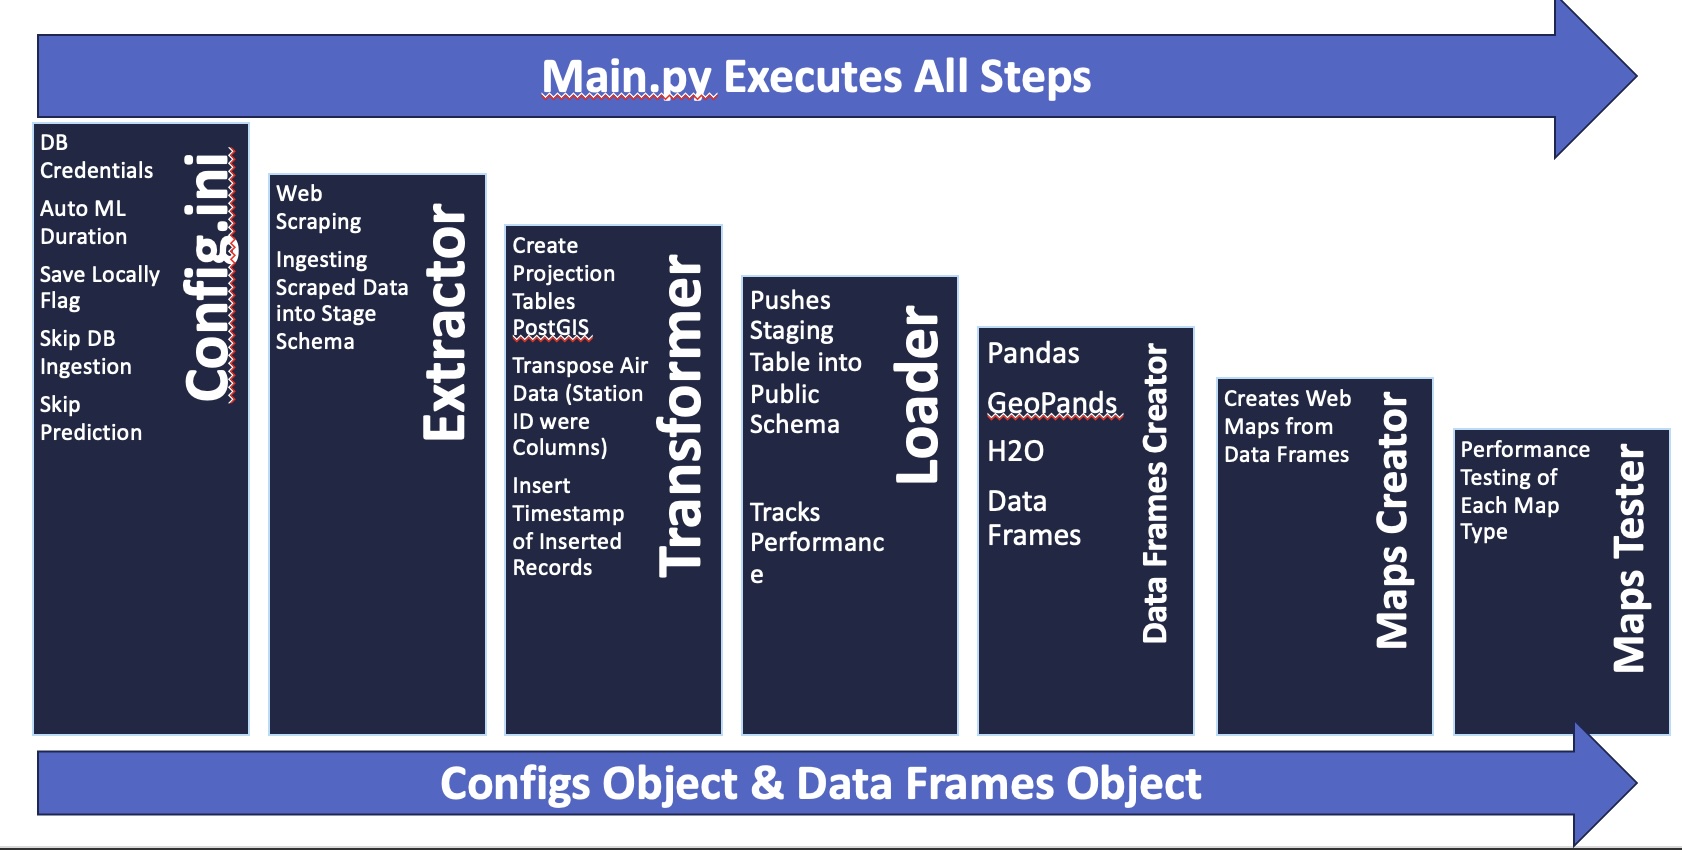 Main.py Executes All Steps
DB
Credentials
Auto ML
Duration
Save Locally
Flag
Skip DB
Ingestion
Skip
Prediction
Config.ini
Web
Scraping
Ingesting
Scraped Data
into Stage
Schema
Extractor
Create
Projection
Tables
PostGIS
Transpose Air
Data (Station
ID were
Columns)
Insert
Timestamp
of Inserted
Records
Transformer
Pushes
Staging
Table into
Public
Schema
Tracks
Performanc
e
Loader
Pandas
GeoPands
H2O
Data
Frames
Data Frames Creator
Creates Web
Maps from
Data Frames
Maps Creator
Performance
Testing of
Each Map
Type
Maps Tester
Configs Object & Data Frames Object